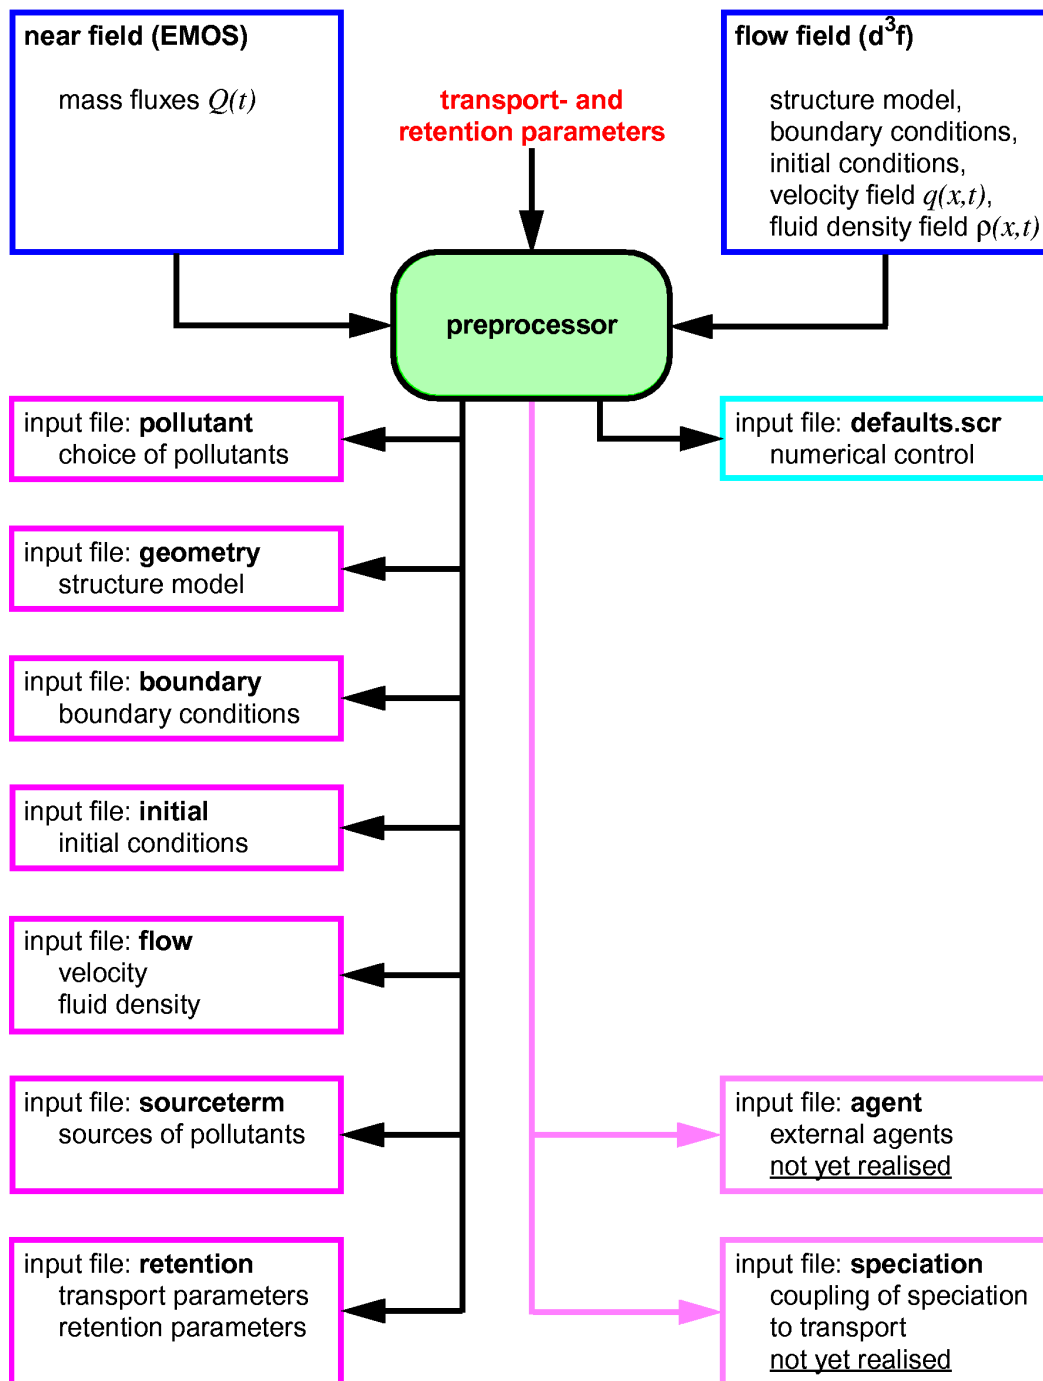 near field (EMOS)
mass fluxes Q(t)
transport- and
retention parameters
flow field (d³f)
structure model,
boundary conditions,
initial conditions,
velocity field q(x,t),
fluid density field ρ(x,t)
preprocessor
input file: pollutant
choice of pollutants
input file: defaults.scr
numerical control
input file: geometry
structure model
input file: boundary
boundary conditions
input file: initial
initial conditions
input file: flow
velocity
fluid density
input file: sourceterm
sources of pollutants
input file: agent
external agents
not yet realised
input file: retention
transport parameters
retention parameters
input file: speciation
coupling of speciation
to transport
not yet realised